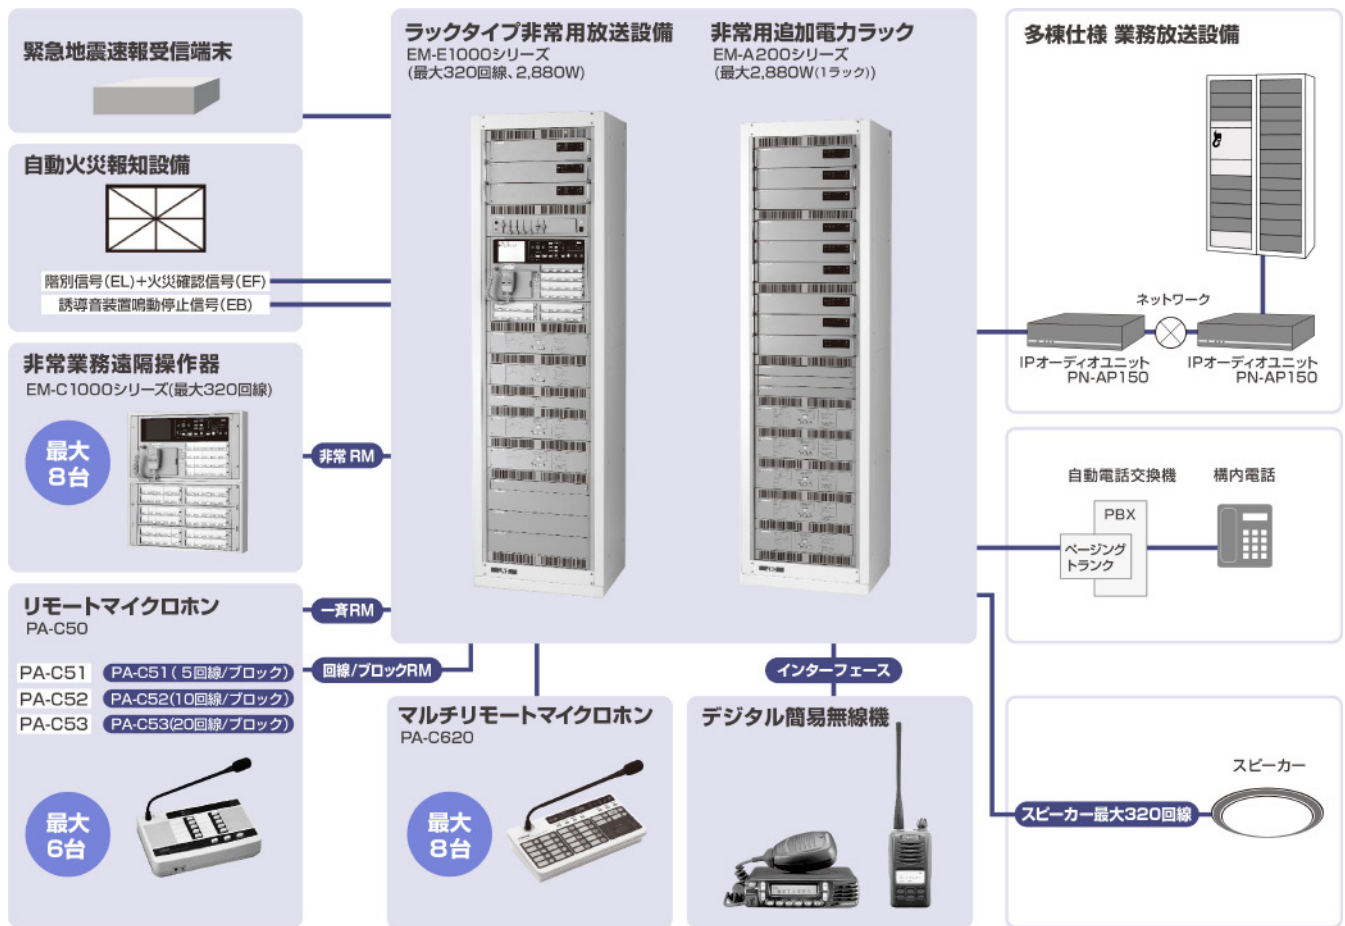 緊急地震速報受信端末
自動火災報知設備
階別信号(EL)+火災確認信号(EF)
誘導音装置鳴動停止信号(EB)
非常業務遠隔操作器
EM-C1000シリーズ(最大320回線)
最大
8台
非常 RM
リモートマイクロホン
PA-C50
一斉RM
PA-C51
PA-C51( 5回線/ブロック)
PA-C52
PA-C52(10回線/ブロック)
PA-C53
PA-C53(20回線/ブロック)
回線/ブロックRM
最大
6台
ラックタイプ非常用放送設備
EM-E1000シリーズ
(最大320回線、2,880W)
非常用追加電力ラック
EM-A200シリーズ
(最大2,880W(1ラック))
マルチリモートマイクロホン
PA-C620
最大
8台
インターフェース
デジタル簡易無線機
多棟仕様 業務放送設備
ネットワーク
IPオーディオユニット
PN-AP150
IPオーディオユニット
PN-AP150
自動電話交換機
構内電話
PBX
ページング
トランク
スピーカー
スピーカー最大320回線